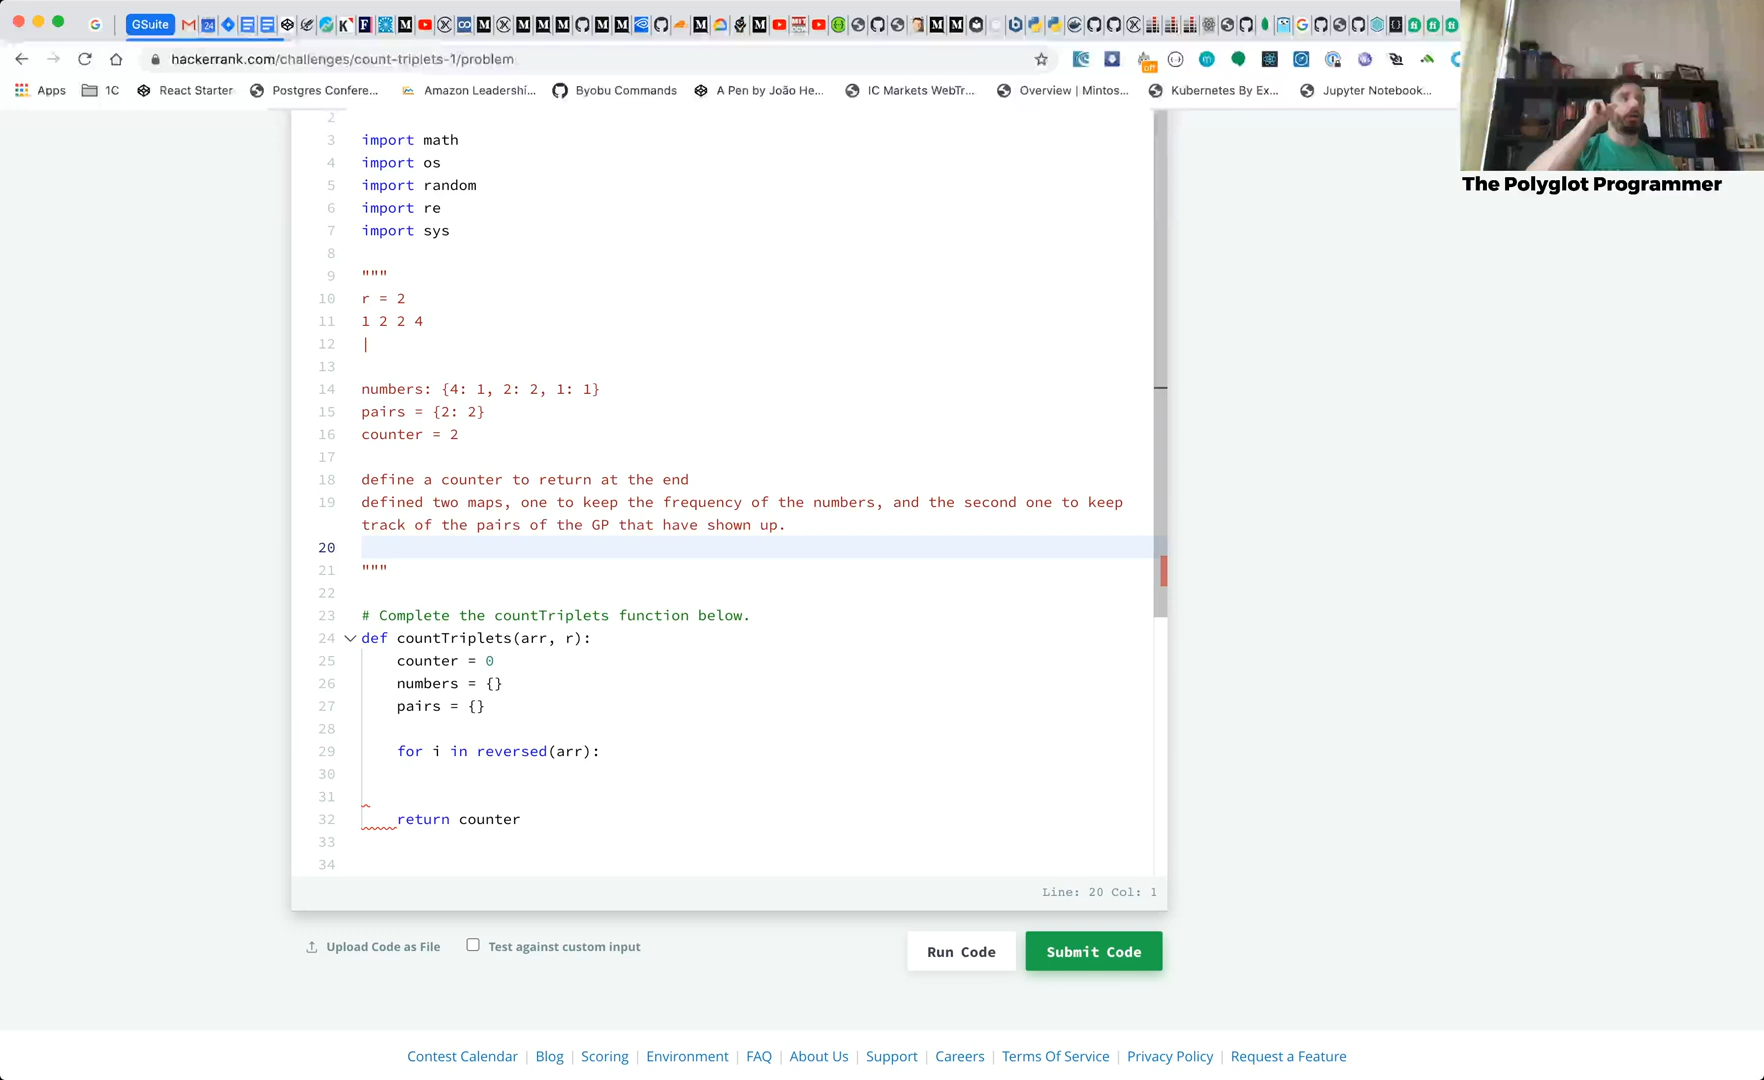 GSuite
hackerrank.com/challenges/count-triplets-1/problem
off
Apps 1C React Starter Postgres Confere... Amazon Leadershi... Byobu Commands A Pen by João He... IC Markets WebTr... Overview | Mintos... Kubernetes By Ex... Jupyter Notebook...
The Polyglot Programmer
2
3 import math
4 import os
5 import random
6 import re
7 import sys
8
9 """
10 r = 2
11 1 2 2 4
12 |
13
14 numbers: {4: 1, 2: 2, 1: 1}
15 pairs = {2: 2}
16 counter = 2
17
18 define a counter to return at the end
19 defined two maps, one to keep the frequency of the numbers, and the second one to keep
track of the pairs of the GP that have shown up.
20
21 """
22
23 # Complete the countTriplets function below.
24 def countTriplets(arr, r):
25 counter = 0
26 numbers = {}
27 pairs = {}
28
29 for i in reversed(arr):
30
31
32 return counter
33
34
Line: 20 Col: 1
Upload Code as File Test against custom input Run Code Submit Code
Contest Calendar | Blog | Scoring | Environment | FAQ | About Us | Support | Careers | Terms Of Service | Privacy Policy | Request a Feature